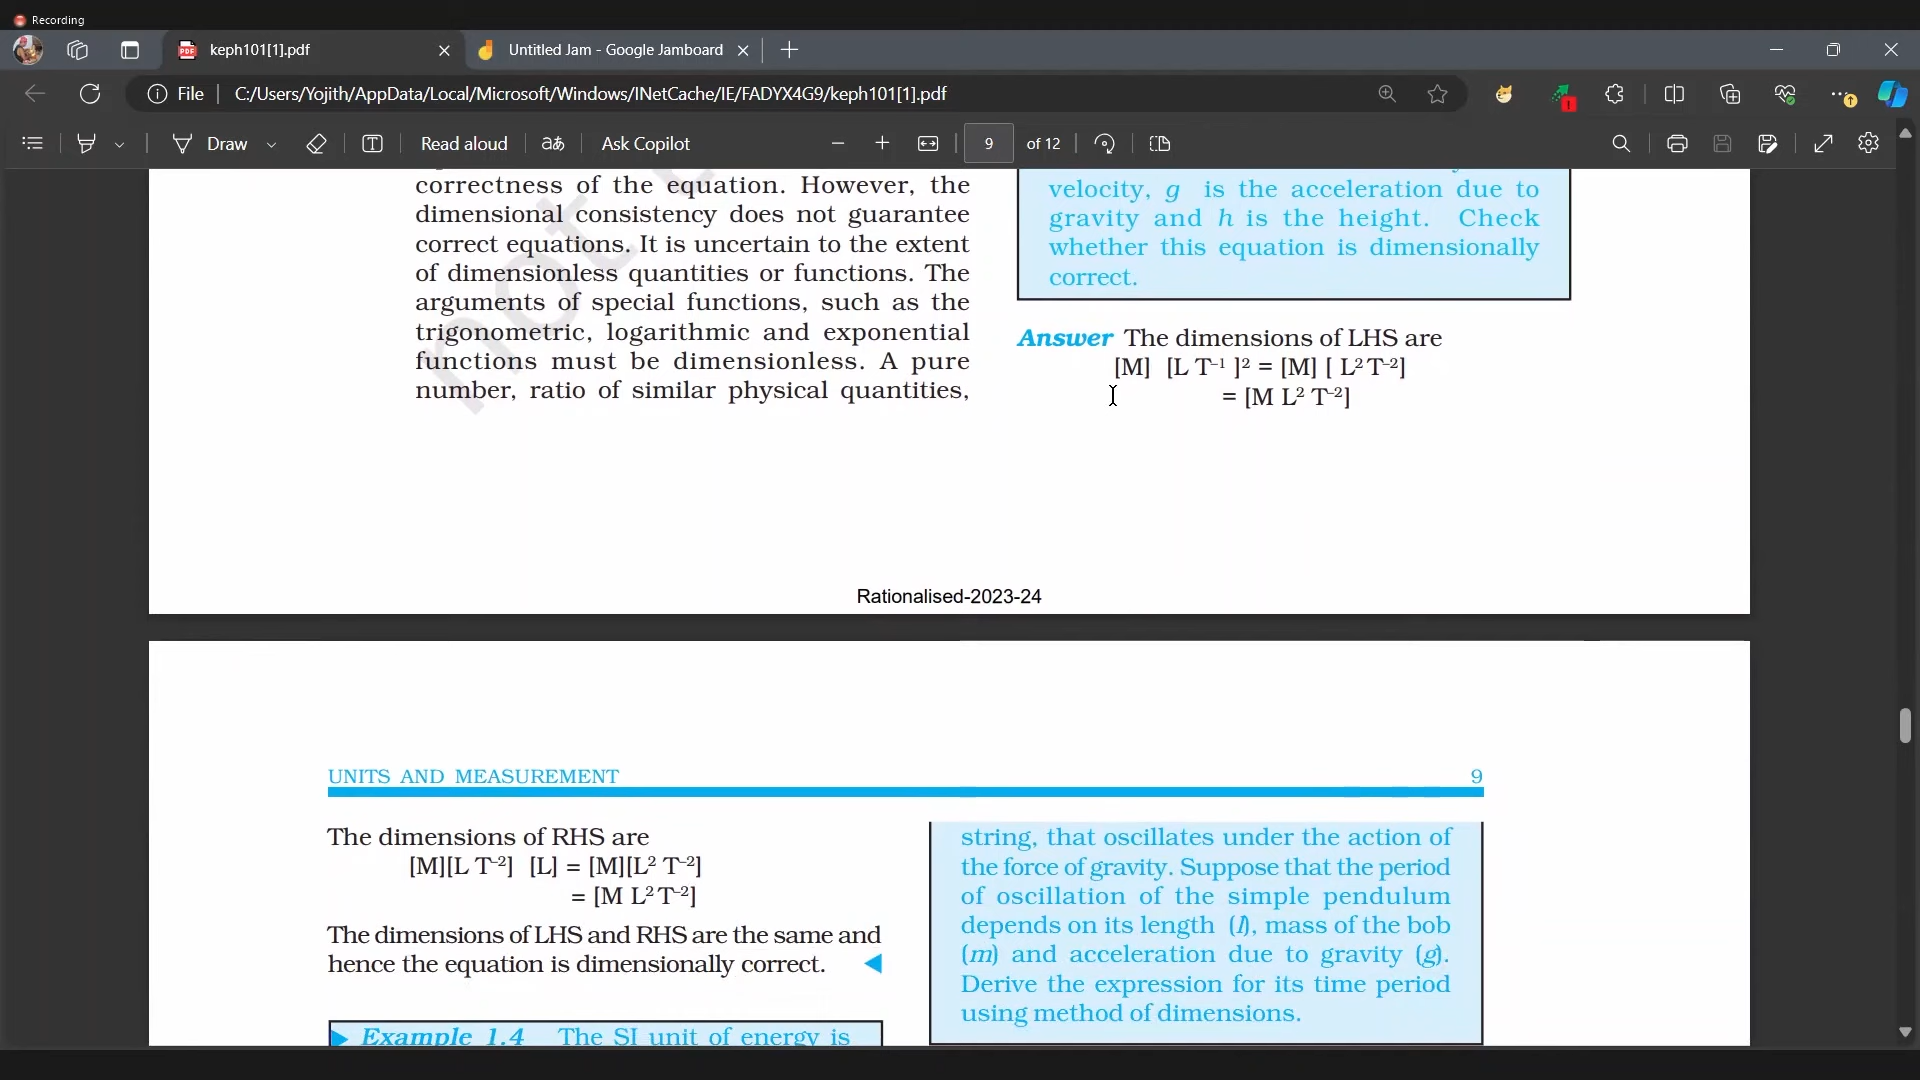 Recording
keph101[1].pdf
Untitled Jam - Google Jamboard
File
C:/Users/Yojith/AppData/Local/Microsoft/Windows/INetCache/IE/FADYX4G9/keph101[1].pdf
Draw
Read aloud
aあ
Ask Copilot
9 of 12
correctness of the equation. However, the
dimensional consistency does not guarantee
correct equations. It is uncertain to the extent
of dimensionless quantities or functions. The
arguments of special functions, such as the
trigonometric, logarithmic and exponential
functions must be dimensionless. A pure
number, ratio of similar physical quantities,
not
velocity, g is the acceleration due to
gravity and h is the height. Check
whether this equation is dimensionally
correct.
Answer The dimensions of LHS are
[M] [L T⁻¹ ]² = [M] [ L² T⁻²]
= [M L² T⁻²]
Rationalised-2023-24
UNITS AND MEASUREMENT 9
The dimensions of RHS are
[M][L T⁻²] [L] = [M][L² T⁻²]
= [M L² T⁻²]
The dimensions of LHS and RHS are the same and
hence the equation is dimensionally correct.
Example 1.4 The SI unit of energy is
string, that oscillates under the action of
the force of gravity. Suppose that the period
of oscillation of the simple pendulum
depends on its length (l), mass of the bob
(m) and acceleration due to gravity (g).
Derive the expression for its time period
using method of dimensions.